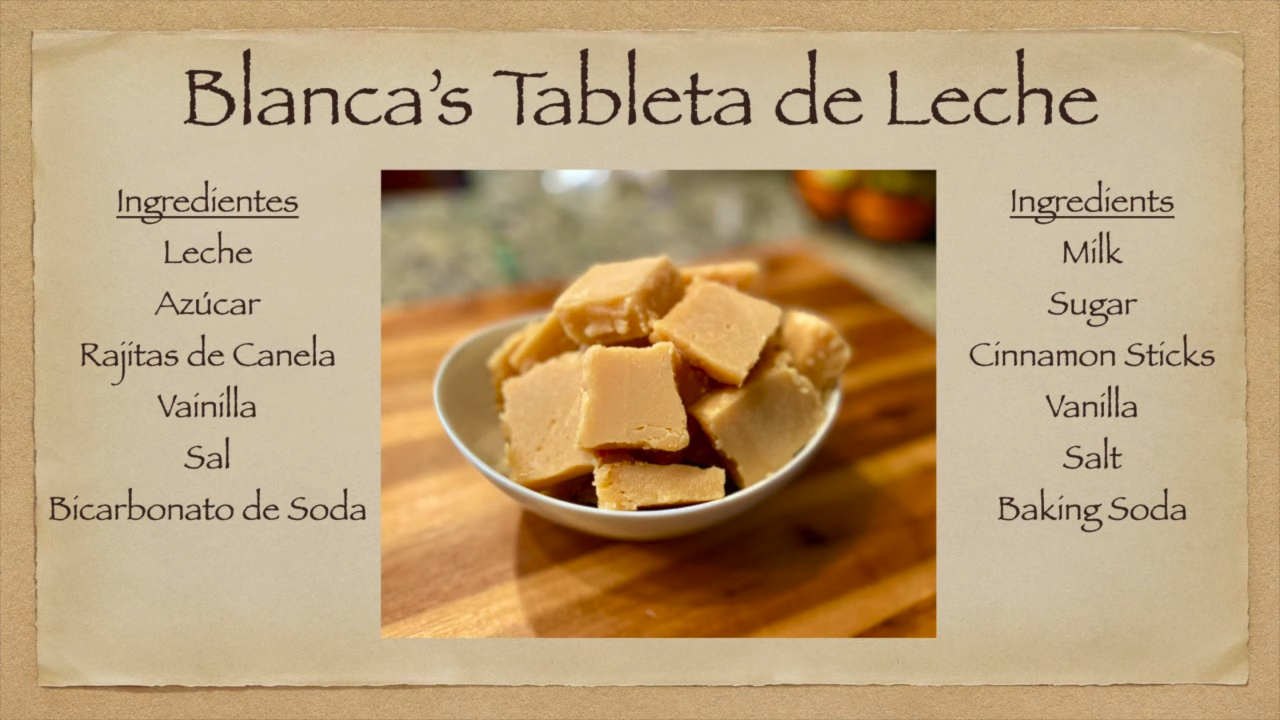 Blanca's Tableta de Leche
Ingredientes
Leche
Azúcar
Rajitas de Canela
Vainilla
Sal
Bicarbonato de Soda
Ingredients
Milk
Sugar
Cinnamon Sticks
Vanilla
Salt
Baking Soda